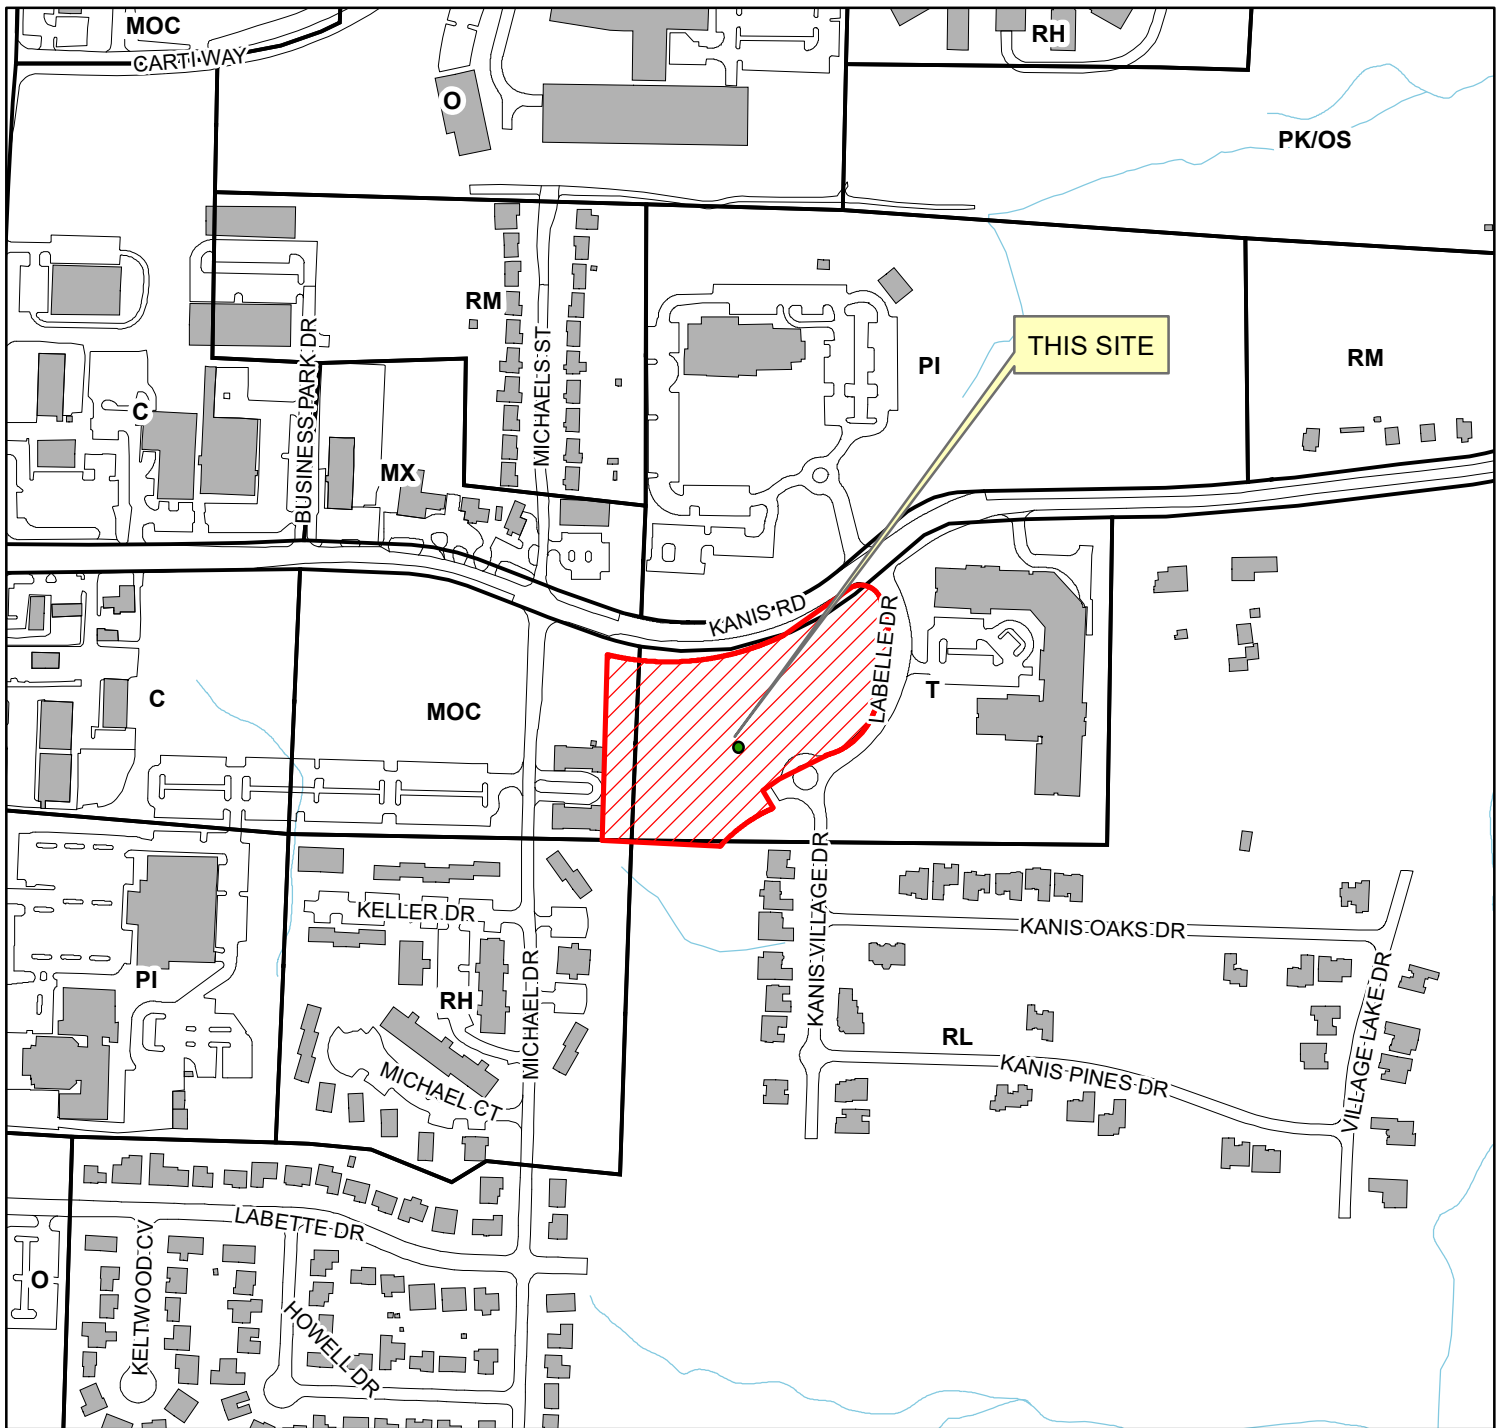 MOC
RH
CARTI WAY
O
PK/OS
RM
THIS SITE
PI
RM
MICHAELS ST
BUSINESS PARK DR
C
MX
KANIS RD
LABELLE DR
C
MOC
T
KANIS VILLAGE DR
KELLER DR
KANIS OAKS DR
PI
RH
MICHAEL DR
RL
VILLAGE LAKE DR
KANIS PINES DR
MICHAEL CT
LABETTE DR
KELTWOOD CV
O
HOWELL DR